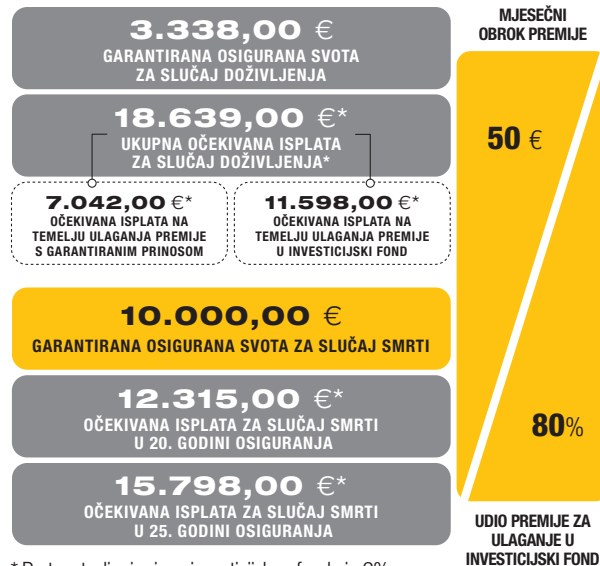 3.338,00 €
GARANTIRANA OSIGURANA SVOTA
ZA SLUČAJ DOŽIVLJENJA
18.639,00 €*
UKUPNA OČEKIVANA ISPLATA
ZA SLUČAJ DOŽIVLJENJA*
7.042,00 €*
OČEKIVANA ISPLATA NA
TEMELJU ULAGANJA PREMIJE
S GARANTIRANIM PRINOSOM
11.598,00 €*
OČEKIVANA ISPLATA NA
TEMELJU ULAGANJA PREMIJE
U INVESTICIJSKI FOND
10.000,00 €
GARANTIRANA OSIGURANA SVOTA ZA SLUČAJ SMRTI
12.315,00 €*
OČEKIVANA ISPLATA ZA SLUČAJ SMRTI
U 20. GODINI OSIGURANJA
15.798,00 €*
OČEKIVANA ISPLATA ZA SLUČAJ SMRTI
U 25. GODINI OSIGURANJA
MJESEČNI
OBROK PREMIJE
50 €
80%
UDIO PREMIJE ZA
ULAGANJE U
INVESTICIJSKI FOND